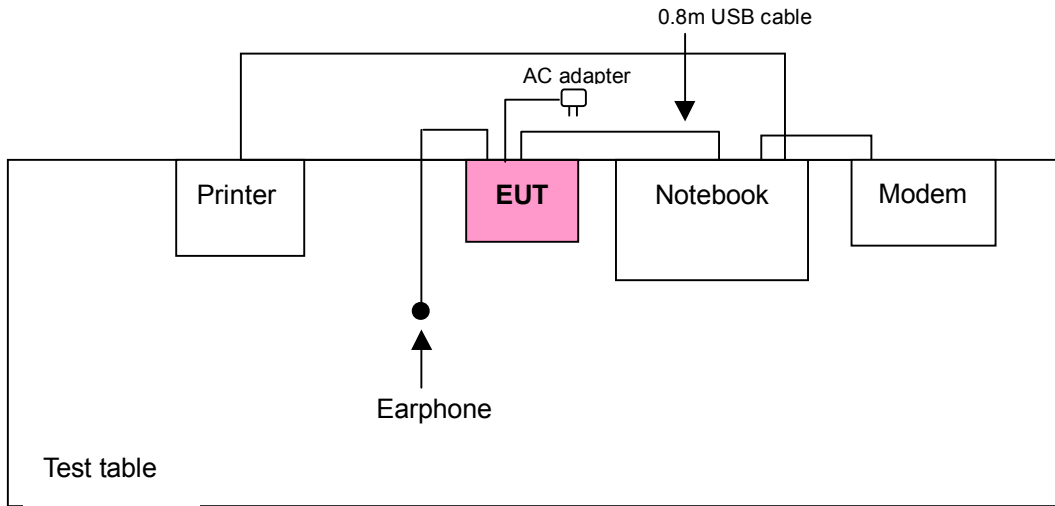 0.8m USB cable
AC adapter
Printer
EUT
Notebook
Modem
Earphone
Test table